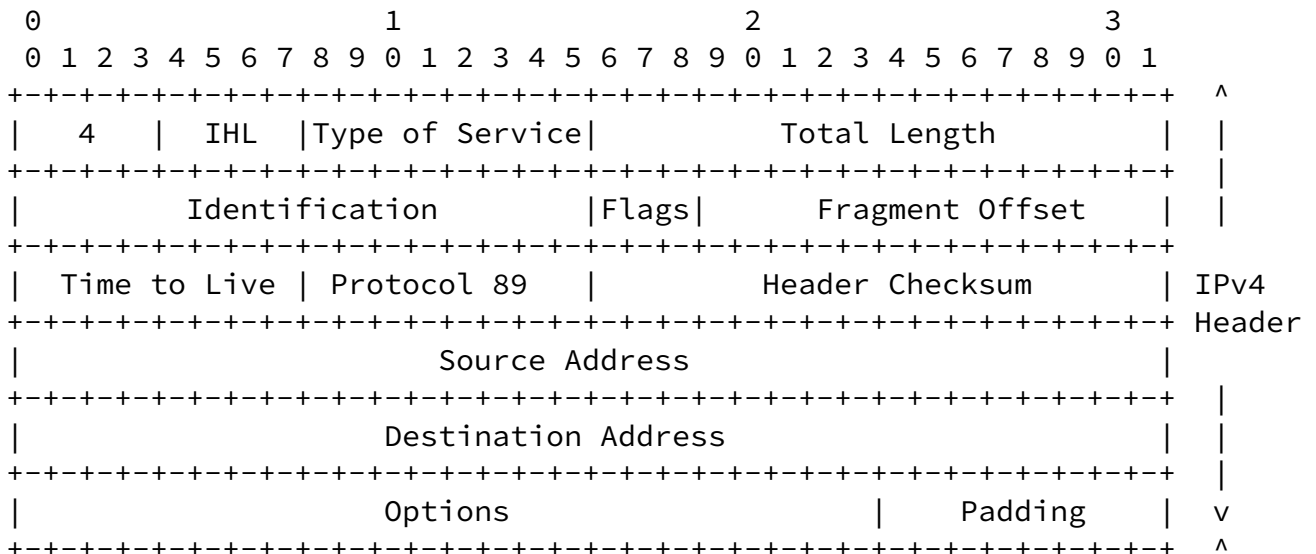 0                   1                   2                   3
 0 1 2 3 4 5 6 7 8 9 0 1 2 3 4 5 6 7 8 9 0 1 2 3 4 5 6 7 8 9 0 1
+-+-+-+-+-+-+-+-+-+-+-+-+-+-+-+-+-+-+-+-+-+-+-+-+-+-+-+-+-+-+-+-+  ^
|   4   |  IHL  |Type of Service|          Total Length         |  |
+-+-+-+-+-+-+-+-+-+-+-+-+-+-+-+-+-+-+-+-+-+-+-+-+-+-+-+-+-+-+-+-+  |
|         Identification        |Flags|      Fragment Offset    |  |
+-+-+-+-+-+-+-+-+-+-+-+-+-+-+-+-+-+-+-+-+-+-+-+-+-+-+-+-+-+-+-+-+
|  Time to Live | Protocol 89   |         Header Checksum       | IPv4
+-+-+-+-+-+-+-+-+-+-+-+-+-+-+-+-+-+-+-+-+-+-+-+-+-+-+-+-+-+-+-+-+ Header
|                       Source Address                          |
+-+-+-+-+-+-+-+-+-+-+-+-+-+-+-+-+-+-+-+-+-+-+-+-+-+-+-+-+-+-+-+-+  |
|                    Destination Address                        |  |
+-+-+-+-+-+-+-+-+-+-+-+-+-+-+-+-+-+-+-+-+-+-+-+-+-+-+-+-+-+-+-+-+  |
|                    Options                    |    Padding    |  v
+-+-+-+-+-+-+-+-+-+-+-+-+-+-+-+-+-+-+-+-+-+-+-+-+-+-+-+-+-+-+-+-+  ^